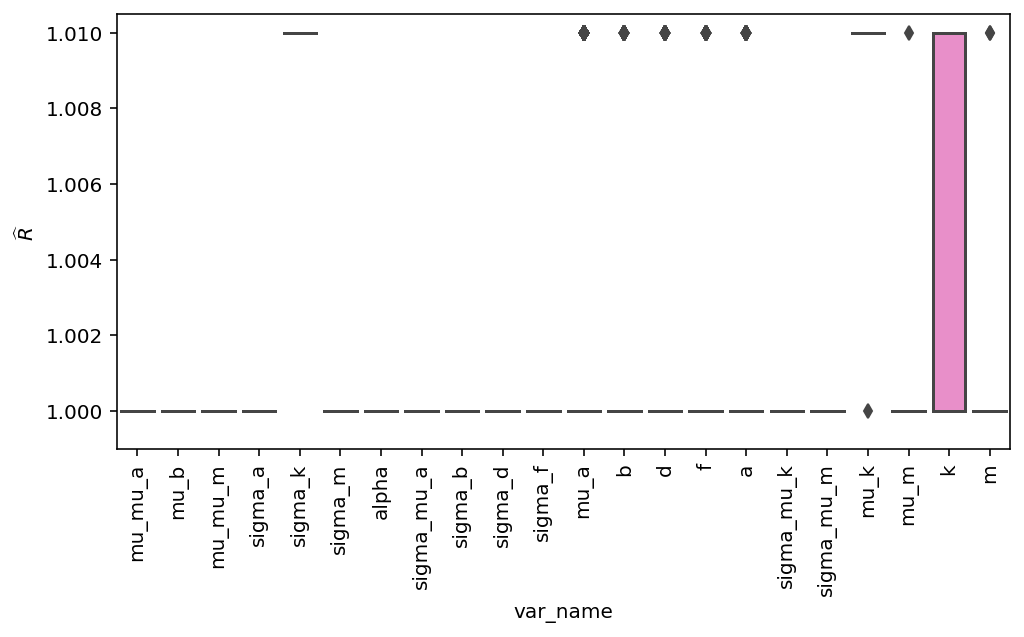 1.010
1.008
1.006
1.004
1.002
1.000
R̂
mu_mu_a
mu_b
mu_mu_m
sigma_a
sigma_k
sigma_m
alpha
sigma_mu_a
sigma_b
sigma_d
sigma_f
mu_a
b
d
f
a
sigma_mu_k
sigma_mu_m
mu_k
mu_m
k
m
var_name